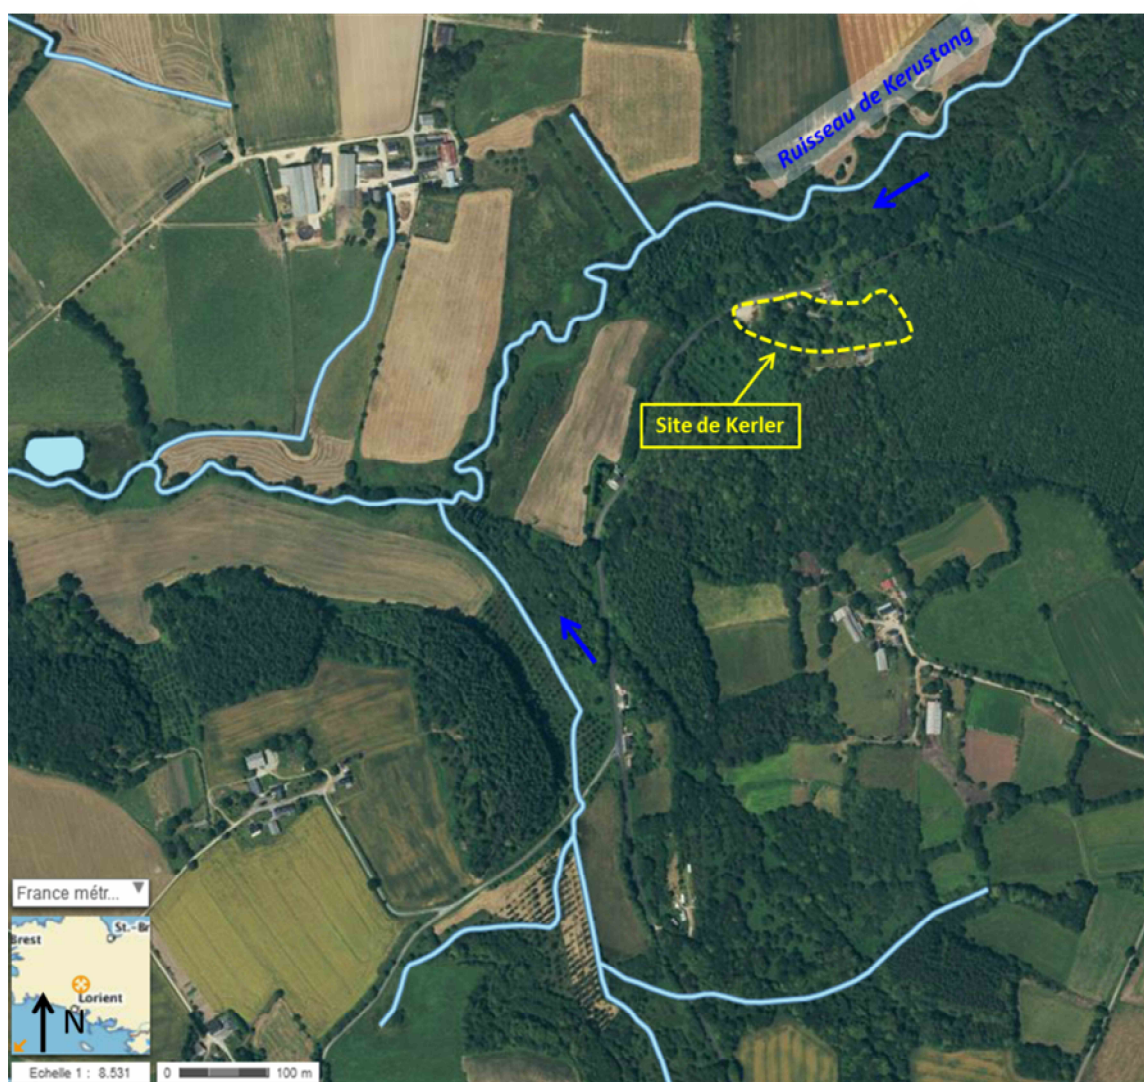 Ruisseau de Kerustang
Site de Kerler
France métr...
Brest
St.-Br
Lorient
N
Echelle 1 : 8.531
0 100 m